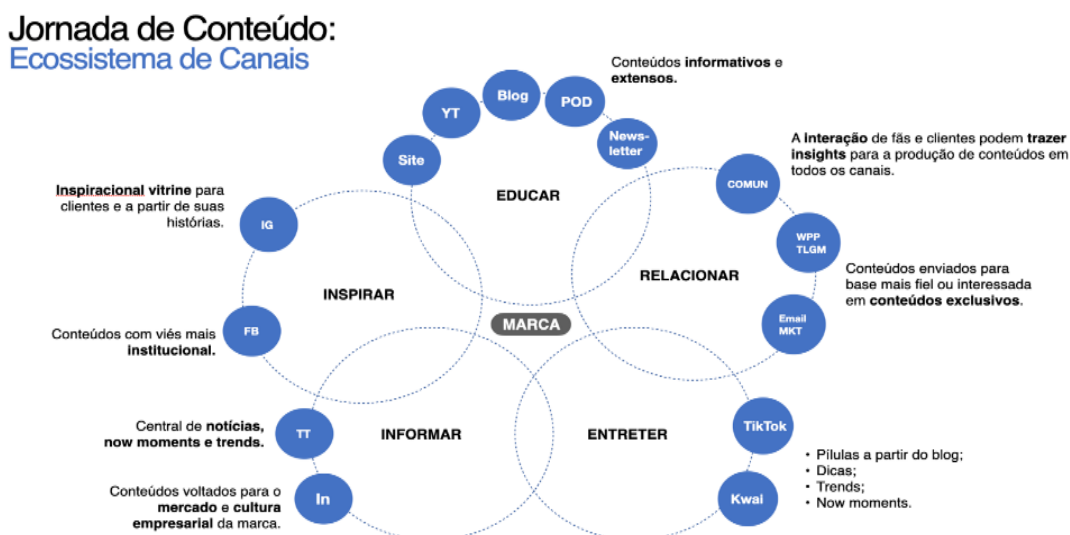 Jornada de Conteúdo:
Ecossistema de Canais
Conteúdos informativos e
extensos.
Blog
POD
YT
News-
letter
Site
A interação de fãs e clientes podem trazer
insights para a produção de conteúdos em
todos os canais.
COMUN
EDUCAR
Inspiracional vitrine para
clientes e a partir de suas
histórias.
IG
WPP
TLGM
RELACIONAR
Conteúdos enviados para
base mais fiel ou interessada
em conteúdos exclusivos.
INSPIRAR
MARCA
Email
MKT
FB
Conteúdos com viés mais
institucional.
Central de notícias,
now moments e trends.
TT
INFORMAR
ENTRETER
TikTok
• Pílulas a partir do blog;
• Dicas;
• Trends;
• Now moments.
Conteúdos voltados para o
mercado e cultura
empresarial da marca.
In
Kwai